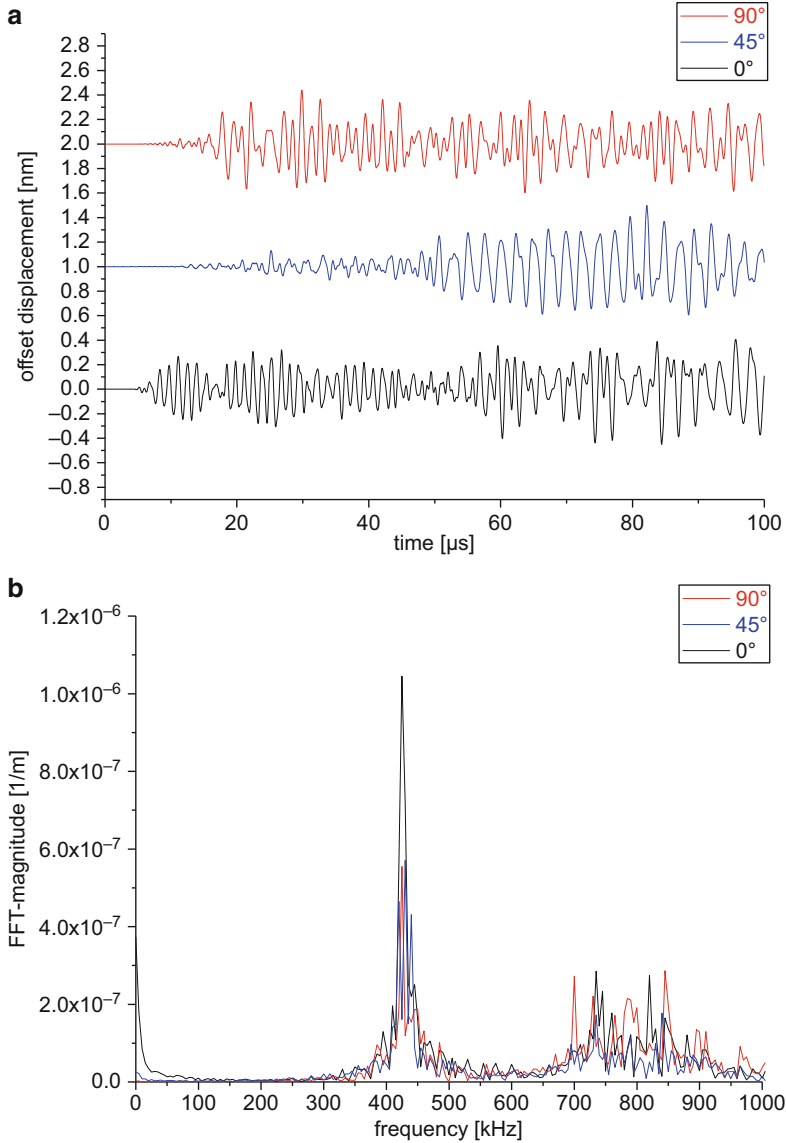 a
90°
45°
0°
offset displacement [nm]
2.8
2.6
2.4
2.2
2.0
1.8
1.6
1.4
1.2
1.0
0.8
0.6
0.4
0.2
0.0
–0.2
–0.4
–0.6
–0.8
0 20 40 60 80 100
time [µs]
b
90°
45°
0°
FFT-magnitude [1/m]
1.2x10–6
1.0x10–6
8.0x10–7
6.0x10–7
4.0x10–7
2.0x10–7
0.0
0 100 200 300 400 500 600 700 800 900 1000
frequency [kHz]